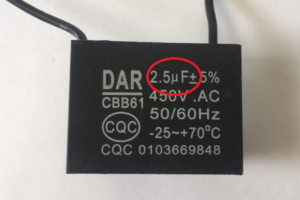 DAR 2.5μF±5%
CBB61 450V.AC
CQC 50/60Hz
-25~+70°C
CQC 0103669848